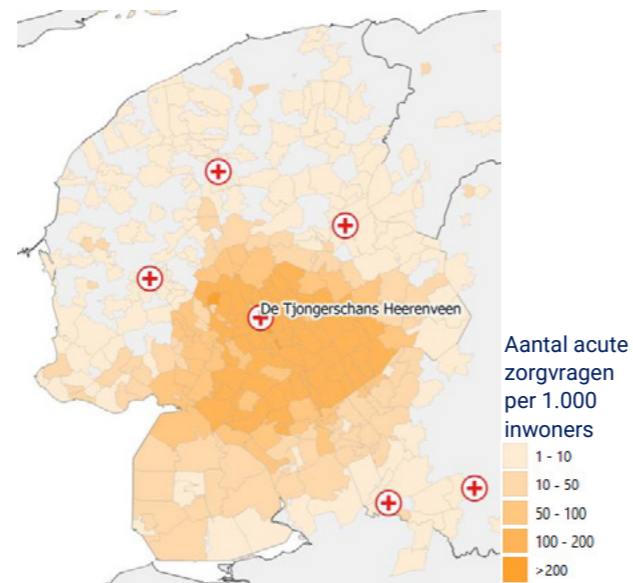 De Tjongerschans Heerenveen
Aantal acute
zorgvragen
per 1.000
inwoners
1 - 10
10 - 50
50 - 100
100 - 200
>200